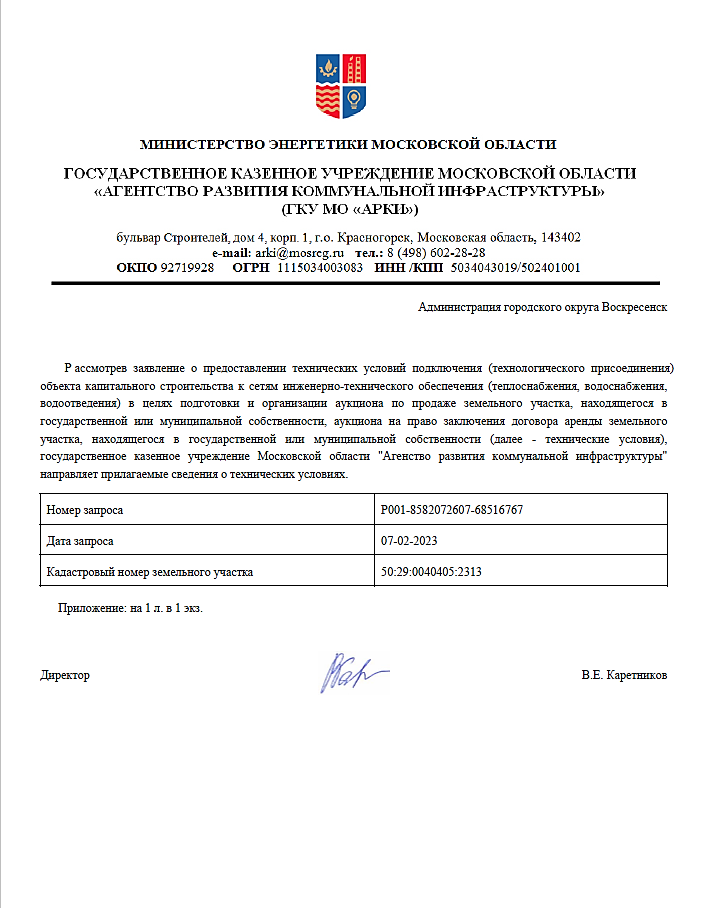 МИНИСТЕРСТВО ЭНЕРГЕТИКИ МОСКОВСКОЙ ОБЛАСТИ
ГОСУДАРСТВЕННОЕ КАЗЕННОЕ УЧРЕЖДЕНИЕ МОСКОВСКОЙ ОБЛАСТИ
«АГЕНТСТВО РАЗВИТИЯ КОММУНАЛЬНОЙ ИНФРАСТРУКТУРЫ»
(ГКУ МО «АРКИ»)
бульвар Строителей, дом 4, корп. 1, г.о. Красногорск, Московская область, 143402
e-mail: arki@mosreg.ru тел.: 8 (498) 602-28-28
ОКПО 92719928 ОГРН 1115034003083 ИНН /КПП 5034043019/502401001
Администрация городского округа Воскресенск
Рассмотрев заявление о предоставлении технических условий подключения (технологического присоединения)
объекта капитального строительства к сетям инженерно-технического обеспечения (теплоснабжения, водоснабжения,
водоотведения) в целях подготовки и организации аукциона по продаже земельного участка, находящегося в
государственной или муниципальной собственности, аукциона на право заключения договора аренды земельного
участка, находящегося в государственной или муниципальной собственности (далее - технические условия),
государственное казенное учреждение Московской области "Агенство развития коммунальной инфраструктуры"
направляет прилагаемые сведения о технических условиях.
Номер запроса P001-8582072607-68516767
Дата запроса 07-02-2023
Кадастровый номер земельного участка 50:29:0040405:2313
Приложение: на 1 л. в 1 экз.
Директор В.Е. Каретников